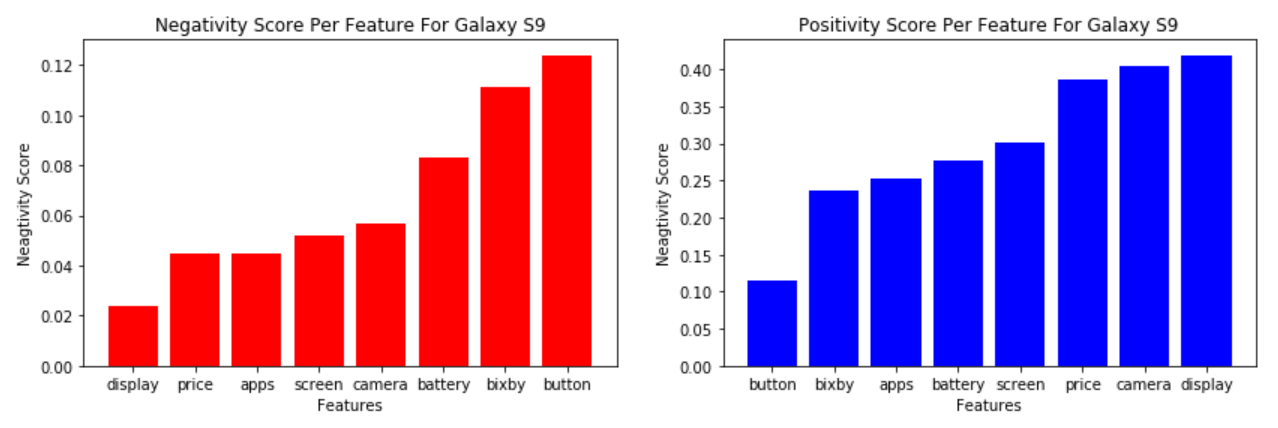 Negativity Score Per Feature For Galaxy S9
Neagtivity Score
0.12
0.10
0.08
0.06
0.04
0.02
0.00
display price apps screen camera battery bixby button
Features
Positivity Score Per Feature For Galaxy S9
Neagtivity Score
0.40
0.35
0.30
0.25
0.20
0.15
0.10
0.05
0.00
button bixby apps battery screen price camera display
Features